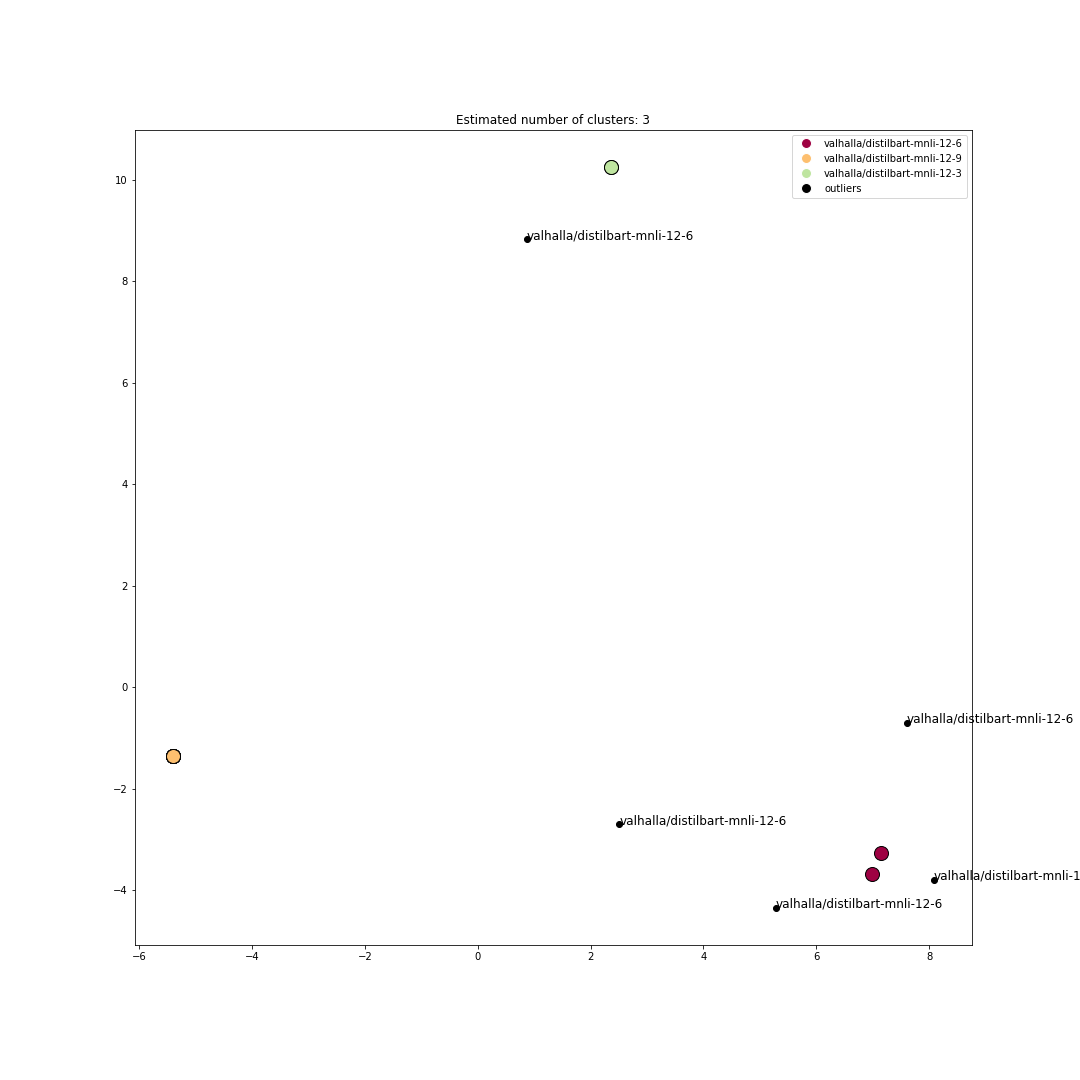 Estimated number of clusters: 3
valhalla/distilbart-mnli-12-6
valhalla/distilbart-mnli-12-9
valhalla/distilbart-mnli-12-3
outliers
10
valhalla/distilbart-mnli-12-6
8
6
4
2
0
valhalla/distilbart-mnli-12-6
−2
valhalla/distilbart-mnli-12-6
valhalla/distilbart-mnli-1
−4
valhalla/distilbart-mnli-12-6
−6 −4 −2 0 2 4 6 8